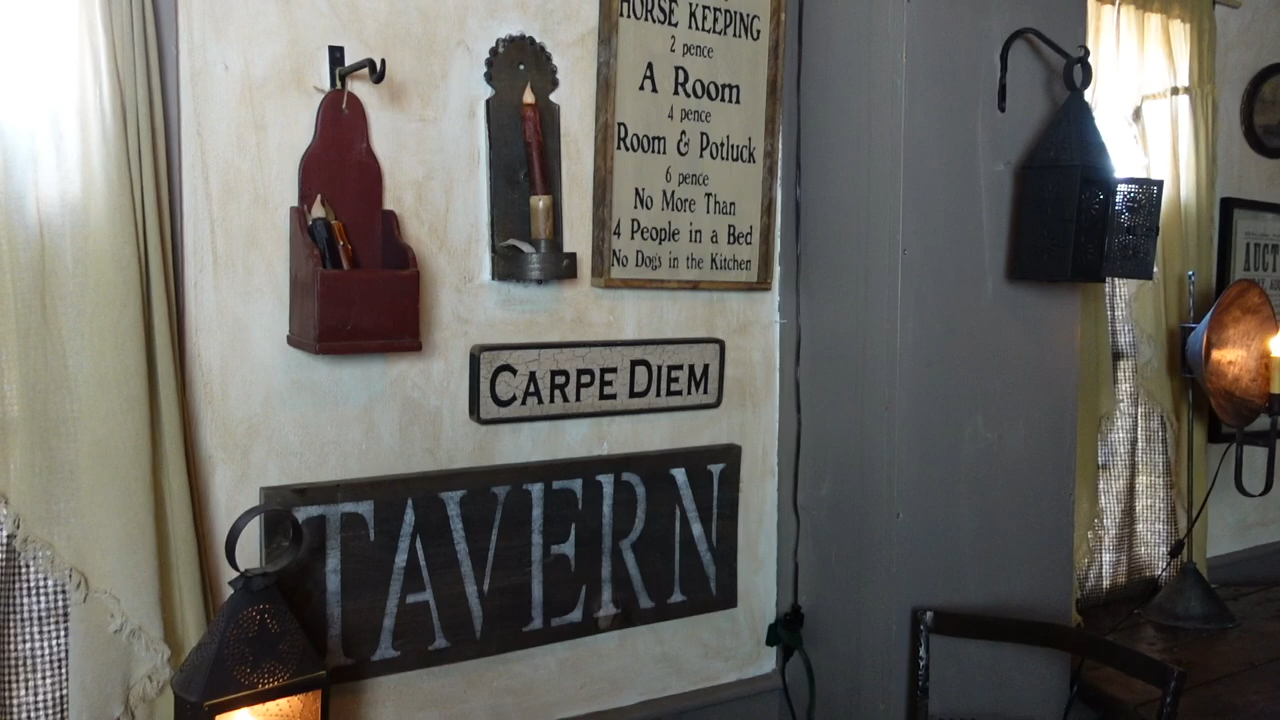 HORSE KEEPING
2 pence
A Room
4 pence
Room & Potluck
6 pence
No More Than
4 People in a Bed
No Dogs in the Kitchen
CARPE DIEM
TAVERN